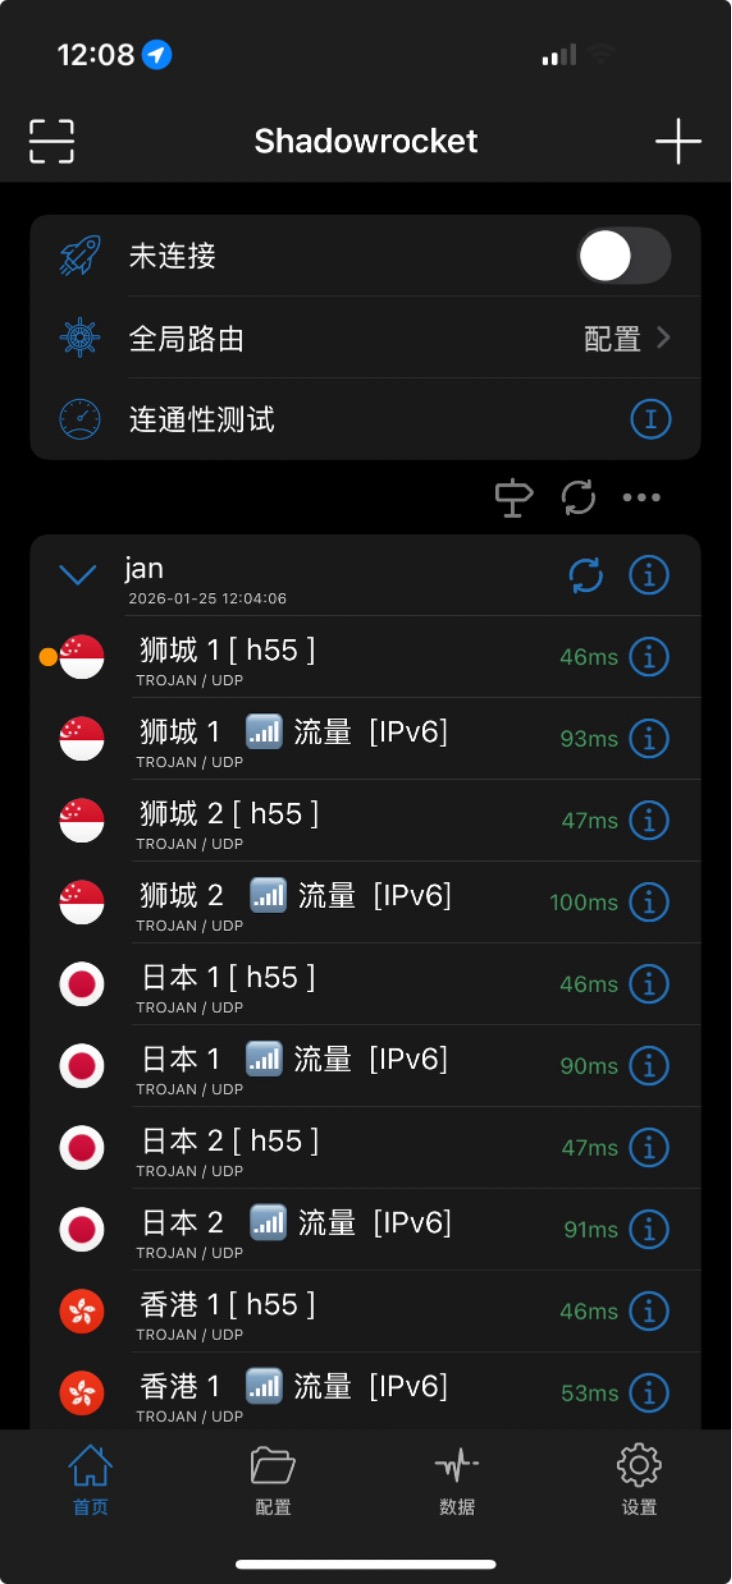 12:08
Shadowrocket
未连接
全局路由 配置
连通性测试
jan
2026-01-25 12:04:06
狮城 1 [ h55 ] 46ms
TROJAN / UDP
狮城 1 📶 流量 [IPv6] 93ms
TROJAN / UDP
狮城 2 [ h55 ] 47ms
TROJAN / UDP
狮城 2 📶 流量 [IPv6] 100ms
TROJAN / UDP
日本 1 [ h55 ] 46ms
TROJAN / UDP
日本 1 📶 流量 [IPv6] 90ms
TROJAN / UDP
日本 2 [ h55 ] 47ms
TROJAN / UDP
日本 2 📶 流量 [IPv6] 91ms
TROJAN / UDP
香港 1 [ h55 ] 46ms
TROJAN / UDP
香港 1 📶 流量 [IPv6] 53ms
TROJAN / UDP
首页 配置 数据 设置